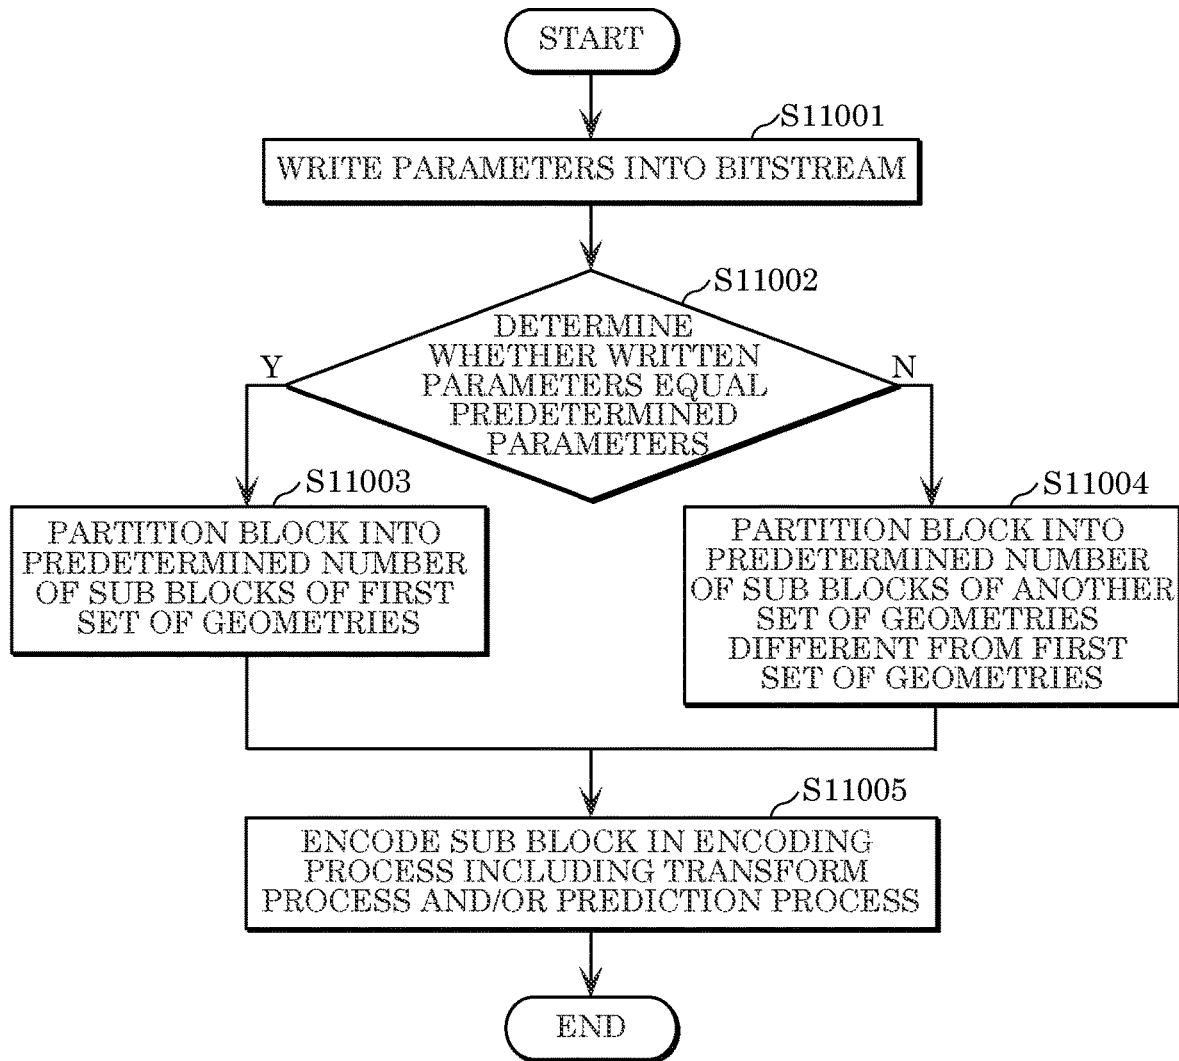 START
S11001
WRITE PARAMETERS INTO BITSTREAM
S11002
DETERMINE
WHETHER WRITTEN
PARAMETERS EQUAL
PREDETERMINED
PARAMETERS
Y
N
S11003
PARTITION BLOCK INTO
PREDETERMINED NUMBER
OF SUB BLOCKS OF FIRST
SET OF GEOMETRIES
S11004
PARTITION BLOCK INTO
PREDETERMINED NUMBER
OF SUB BLOCKS OF ANOTHER
SET OF GEOMETRIES
DIFFERENT FROM FIRST
SET OF GEOMETRIES
S11005
ENCODE SUB BLOCK IN ENCODING
PROCESS INCLUDING TRANSFORM
PROCESS AND/OR PREDICTION PROCESS
END